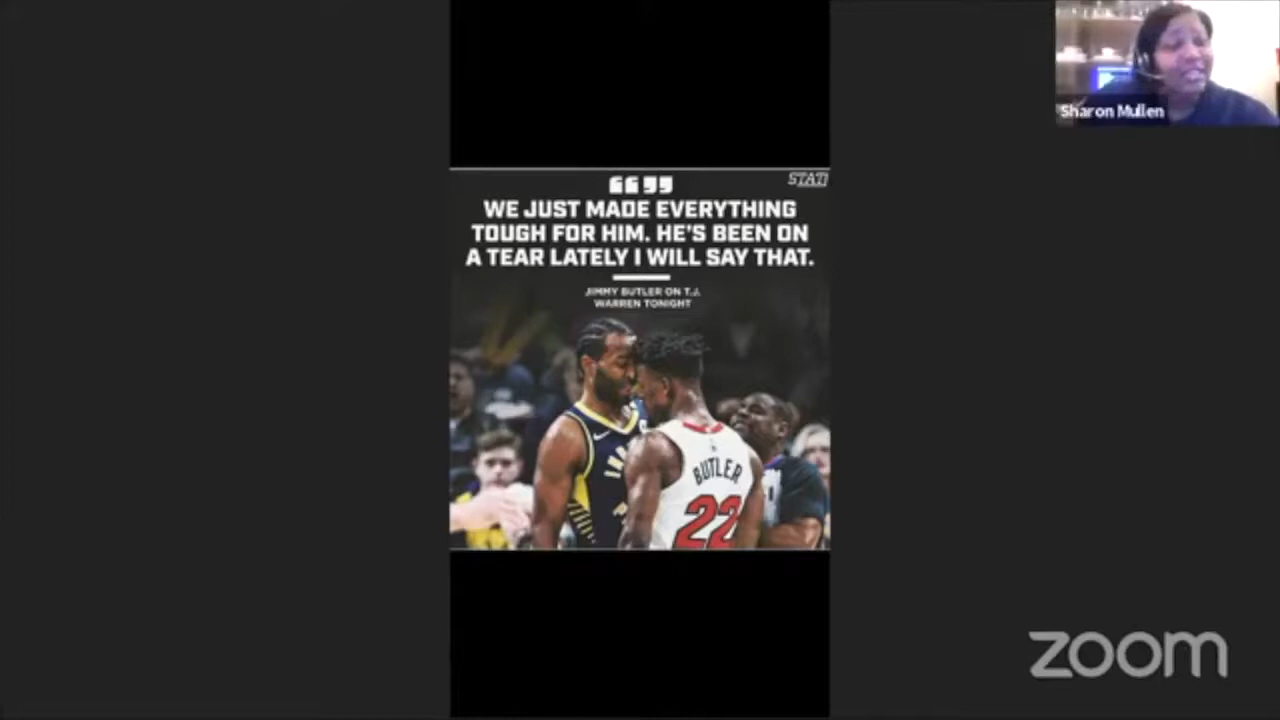 Sharon Mullen
WE JUST MADE EVERYTHING
TOUGH FOR HIM. HE'S BEEN ON
A TEAR LATELY I WILL SAY THAT.
JIMMY BUTLER ON T.J.
WARREN TONIGHT
BUTLER
22
zoom